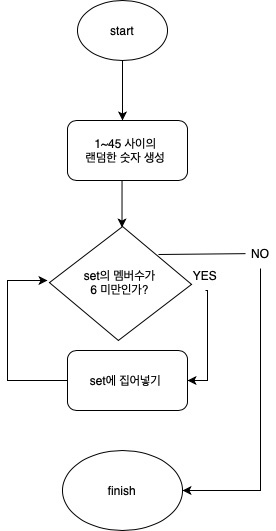 start
1~45 사이의
랜덤한 숫자 생성
set의 멤버수가
6 미만인가?
NO
YES
set에 집어넣기
finish